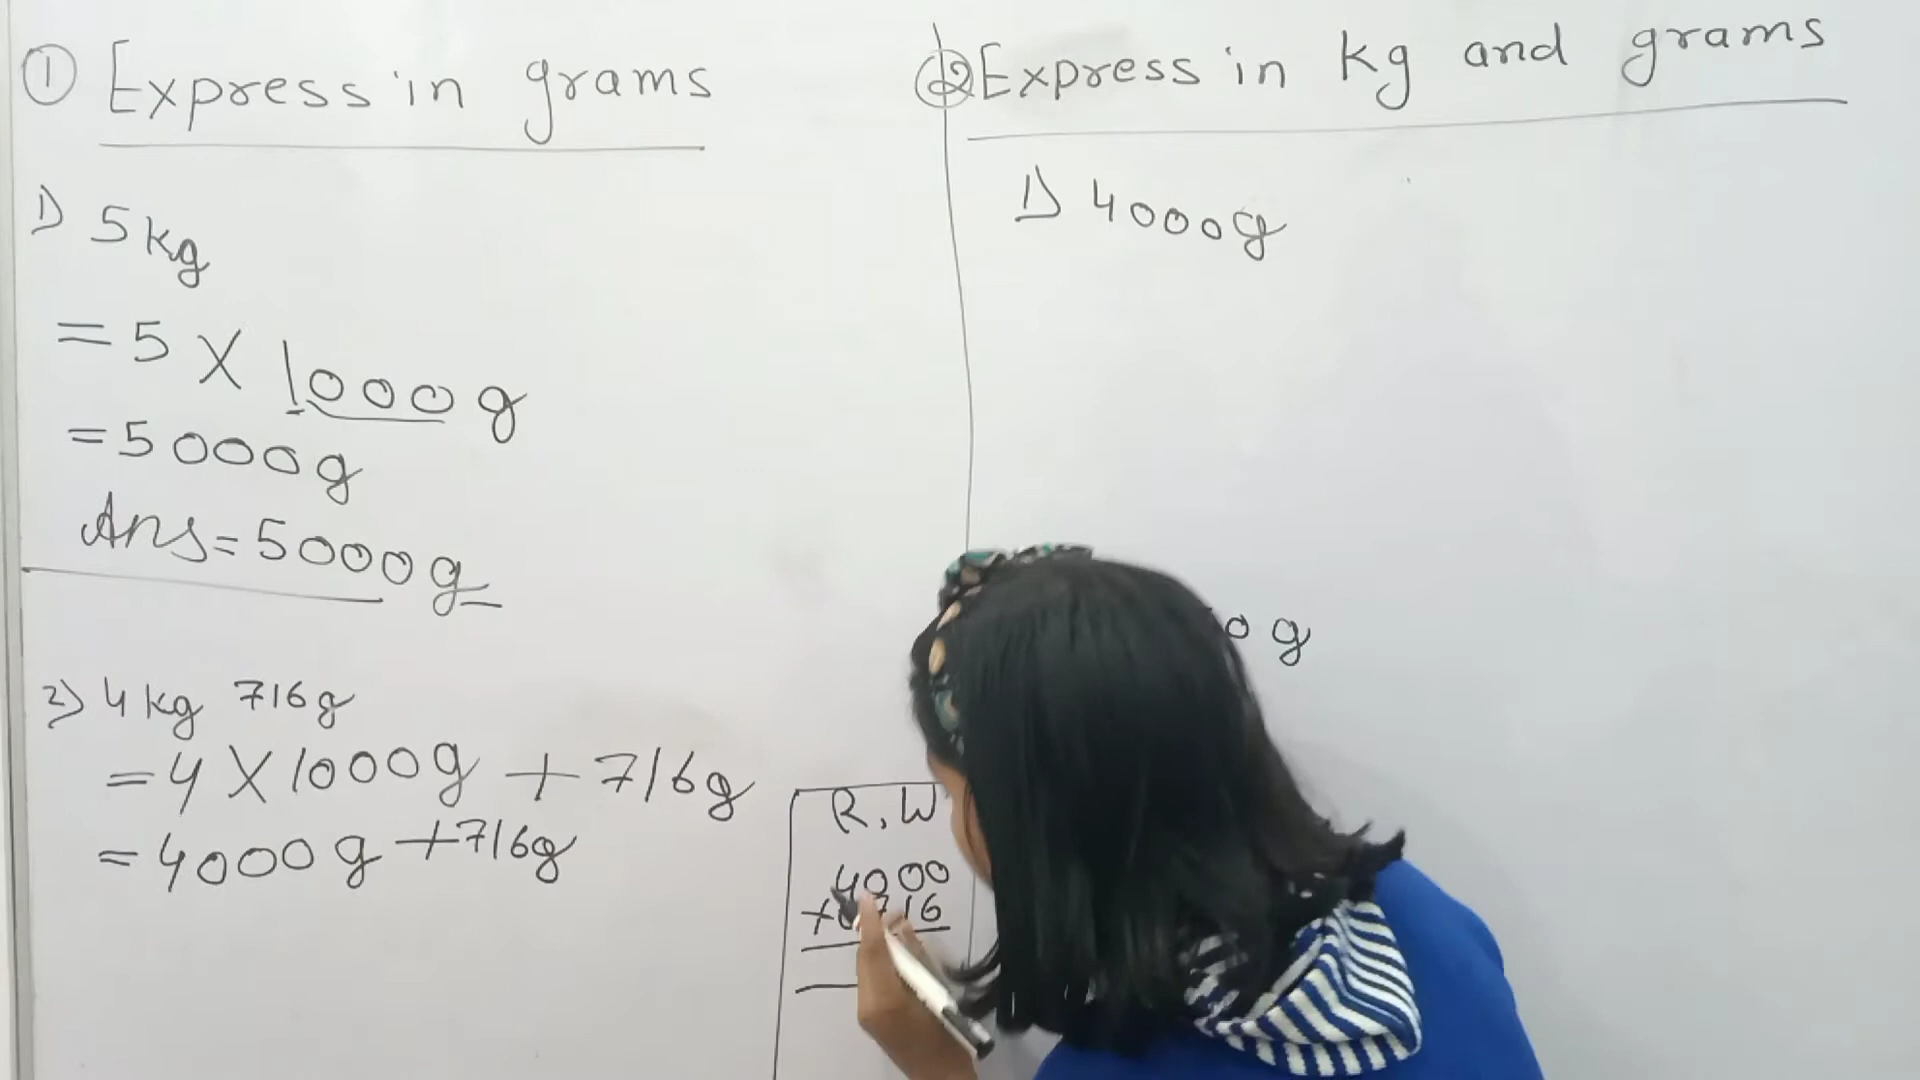 ① Express in grams
1) 5kg
= 5 X 1000g
= 5000g
Ans = 5000g
2) 4kg 716g
= 4 X 1000g + 716g
= 4000g + 716g
R.W
4000
+0716
② Express in kg and grams
1) 4000g
0 g